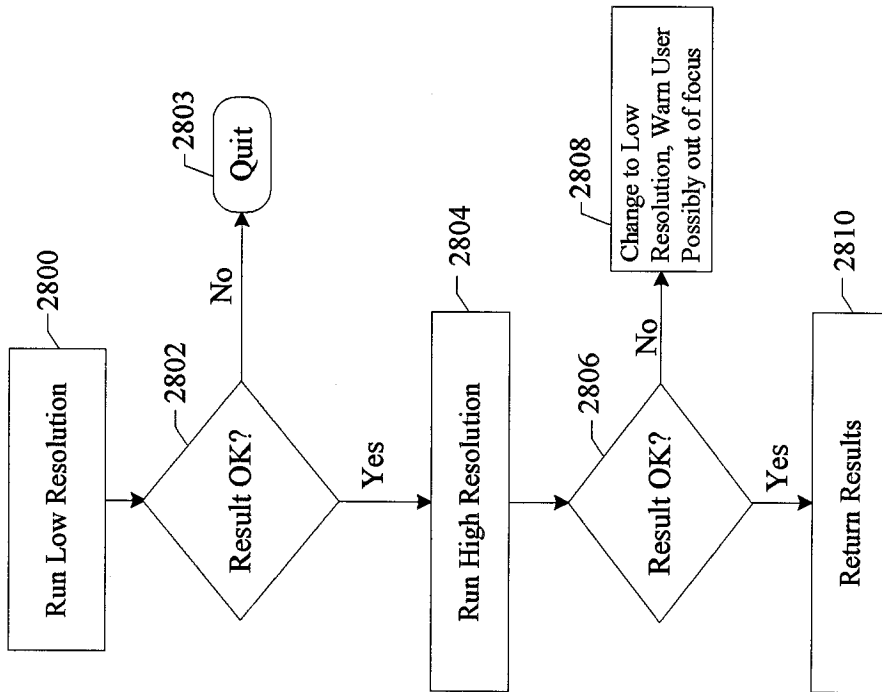 2800
Run Low Resolution
2802
Result OK?
No
2803
Quit
Yes
2804
Run High Resolution
2806
Result OK?
No
2808
Change to Low
Resolution, Warn User
Possibly out of focus
Yes
2810
Return Results